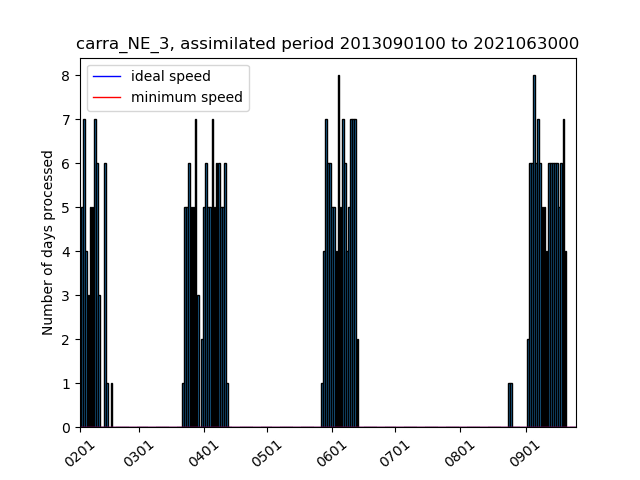 carra_NE_3, assimilated period 2013090100 to 2021063000
ideal speed
minimum speed
Number of days processed
8
7
6
5
4
3
2
1
0
0201 0301 0401 0501 0601 0701 0801 0901